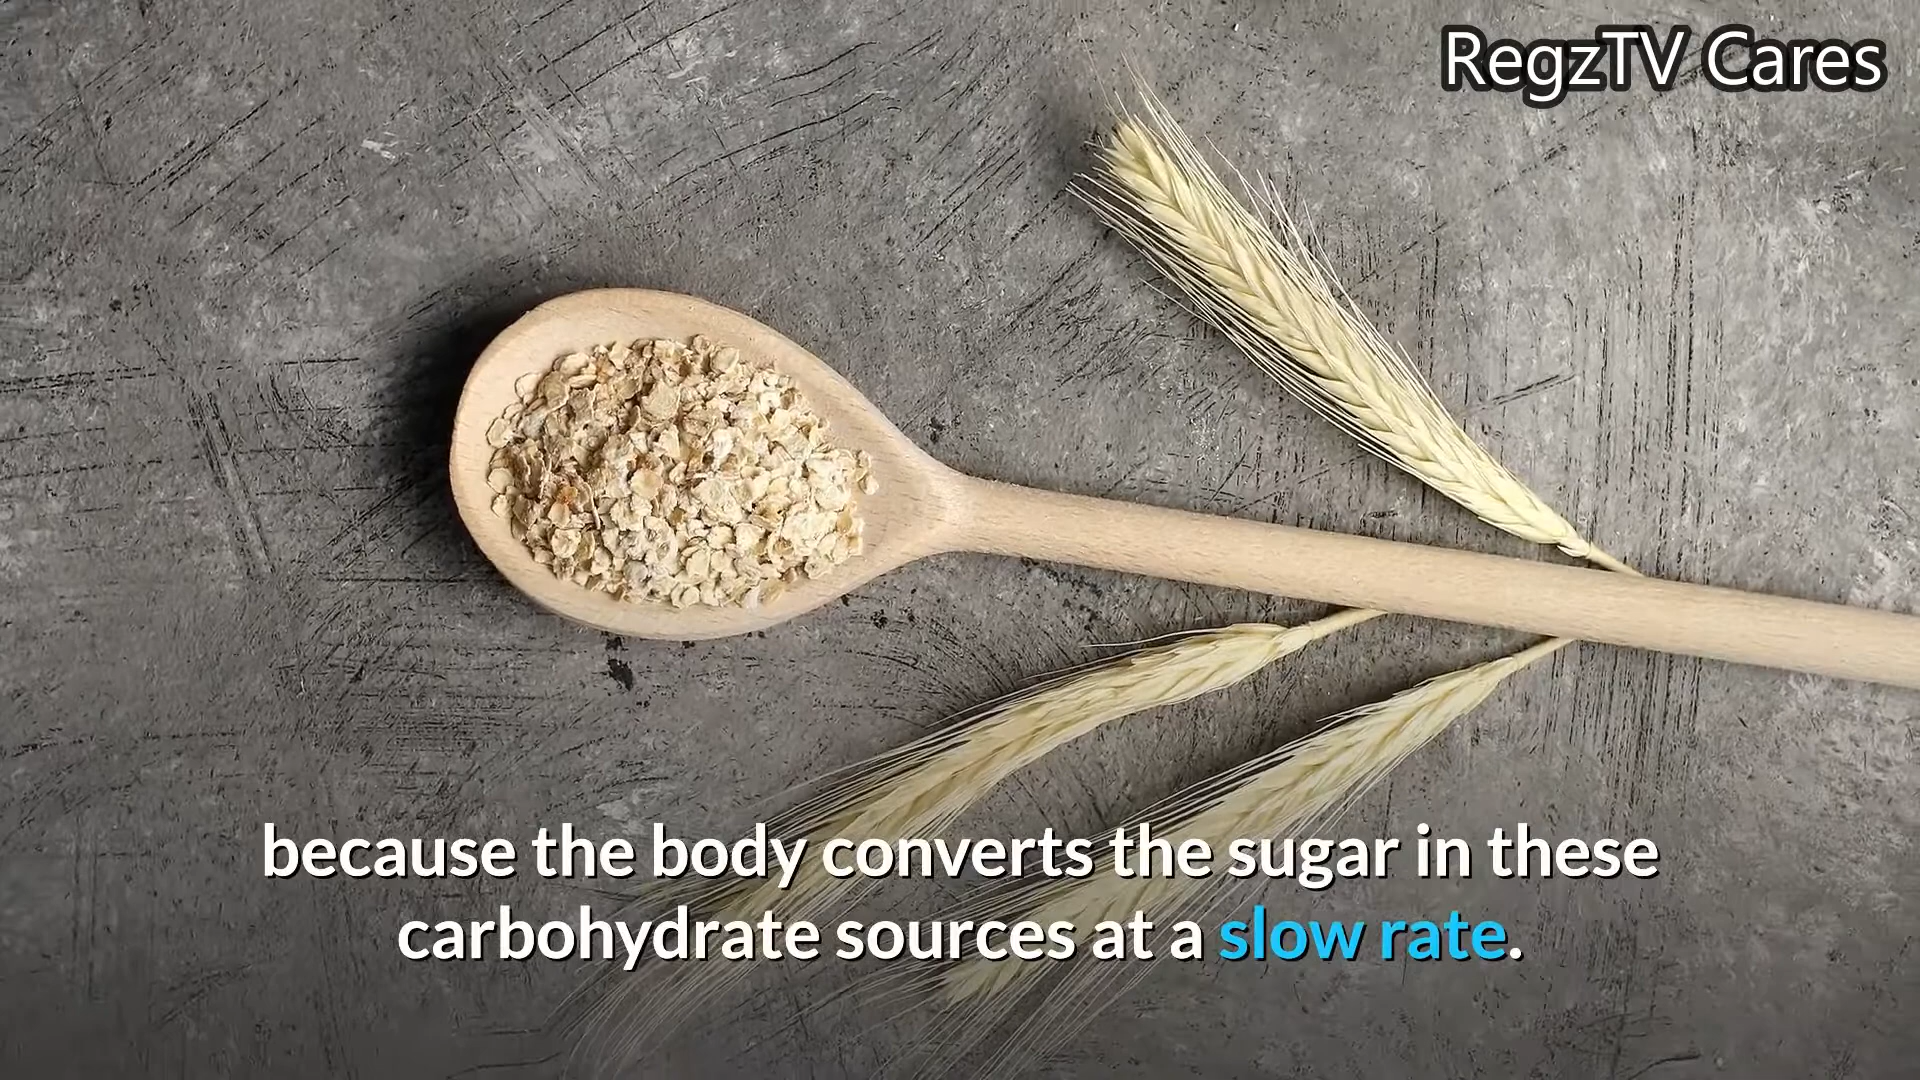 RegzTV Cares
because the body converts the sugar in these
carbohydrate sources at a slow rate.